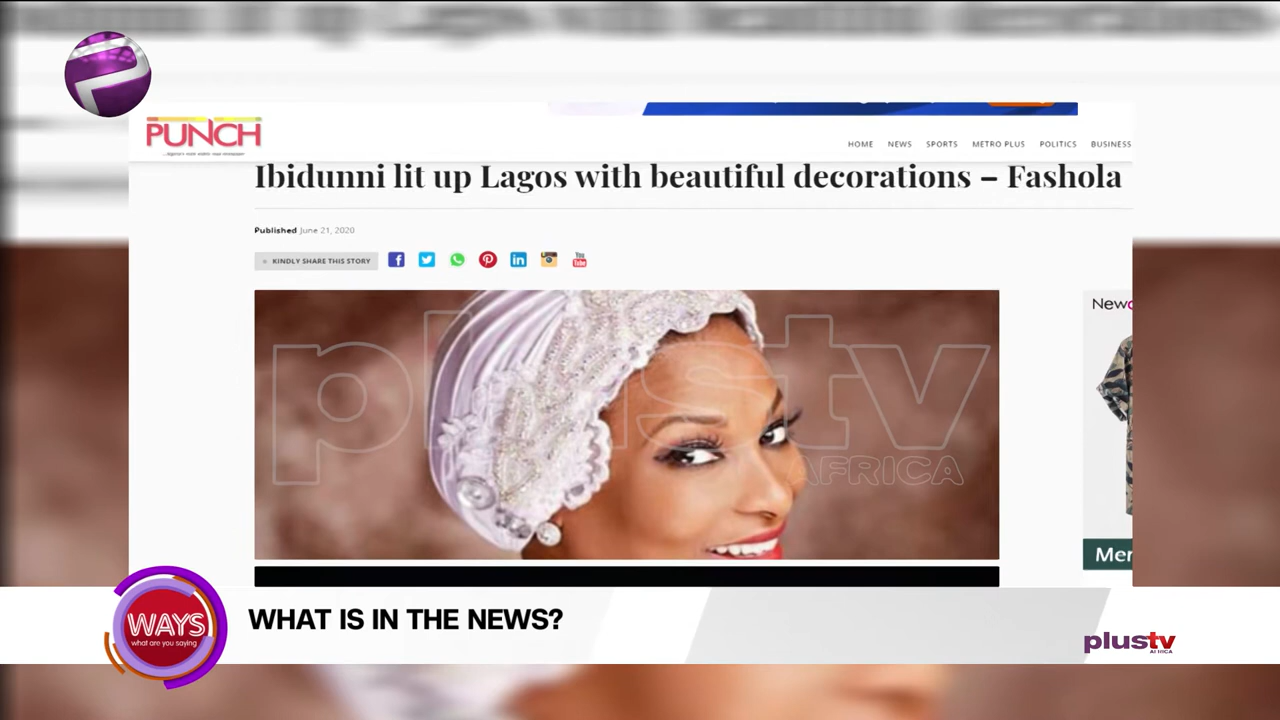 PUNCH
HOME NEWS SPORTS METRO PLUS POLITICS BUSINESS
Ibidunni lit up Lagos with beautiful decorations – Fashola
Published June 21, 2020
KINDLY SHARE THIS STORY
You
Tube
New
plustv
AFRICA
Mer
WAYS
what are you saying
WHAT IS IN THE NEWS?
plustv
AFRICA